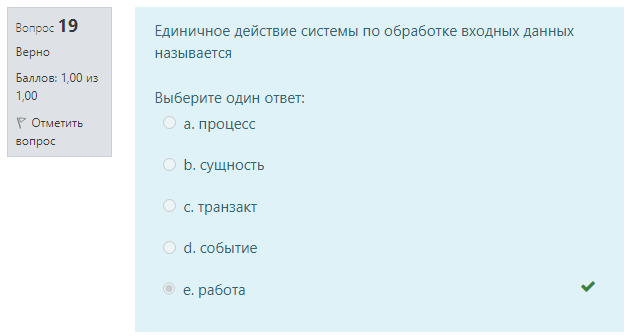 Вопрос 19
Верно
Баллов: 1,00 из
1,00
Отметить
вопрос
Единичное действие системы по обработке входных данных
называется
Выберите один ответ:
a. процесс
b. сущность
c. транзакт
d. событие
e. работа